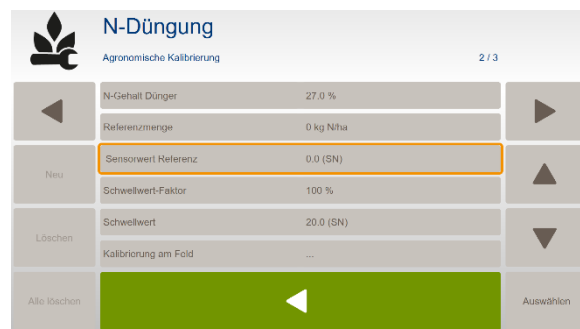 N-Düngung
Agronomische Kalibrierung 2 / 3
N-Gehalt Dünger 27.0 %
Referenzmenge 0 kg N/ha
Neu
Sensorwert Referenz 0.0 (SN)
Schwellwert-Faktor 100 %
Löschen
Schwellwert 20.0 (SN)
Kalibrierung am Feld ...
Alle löschen
Auswählen